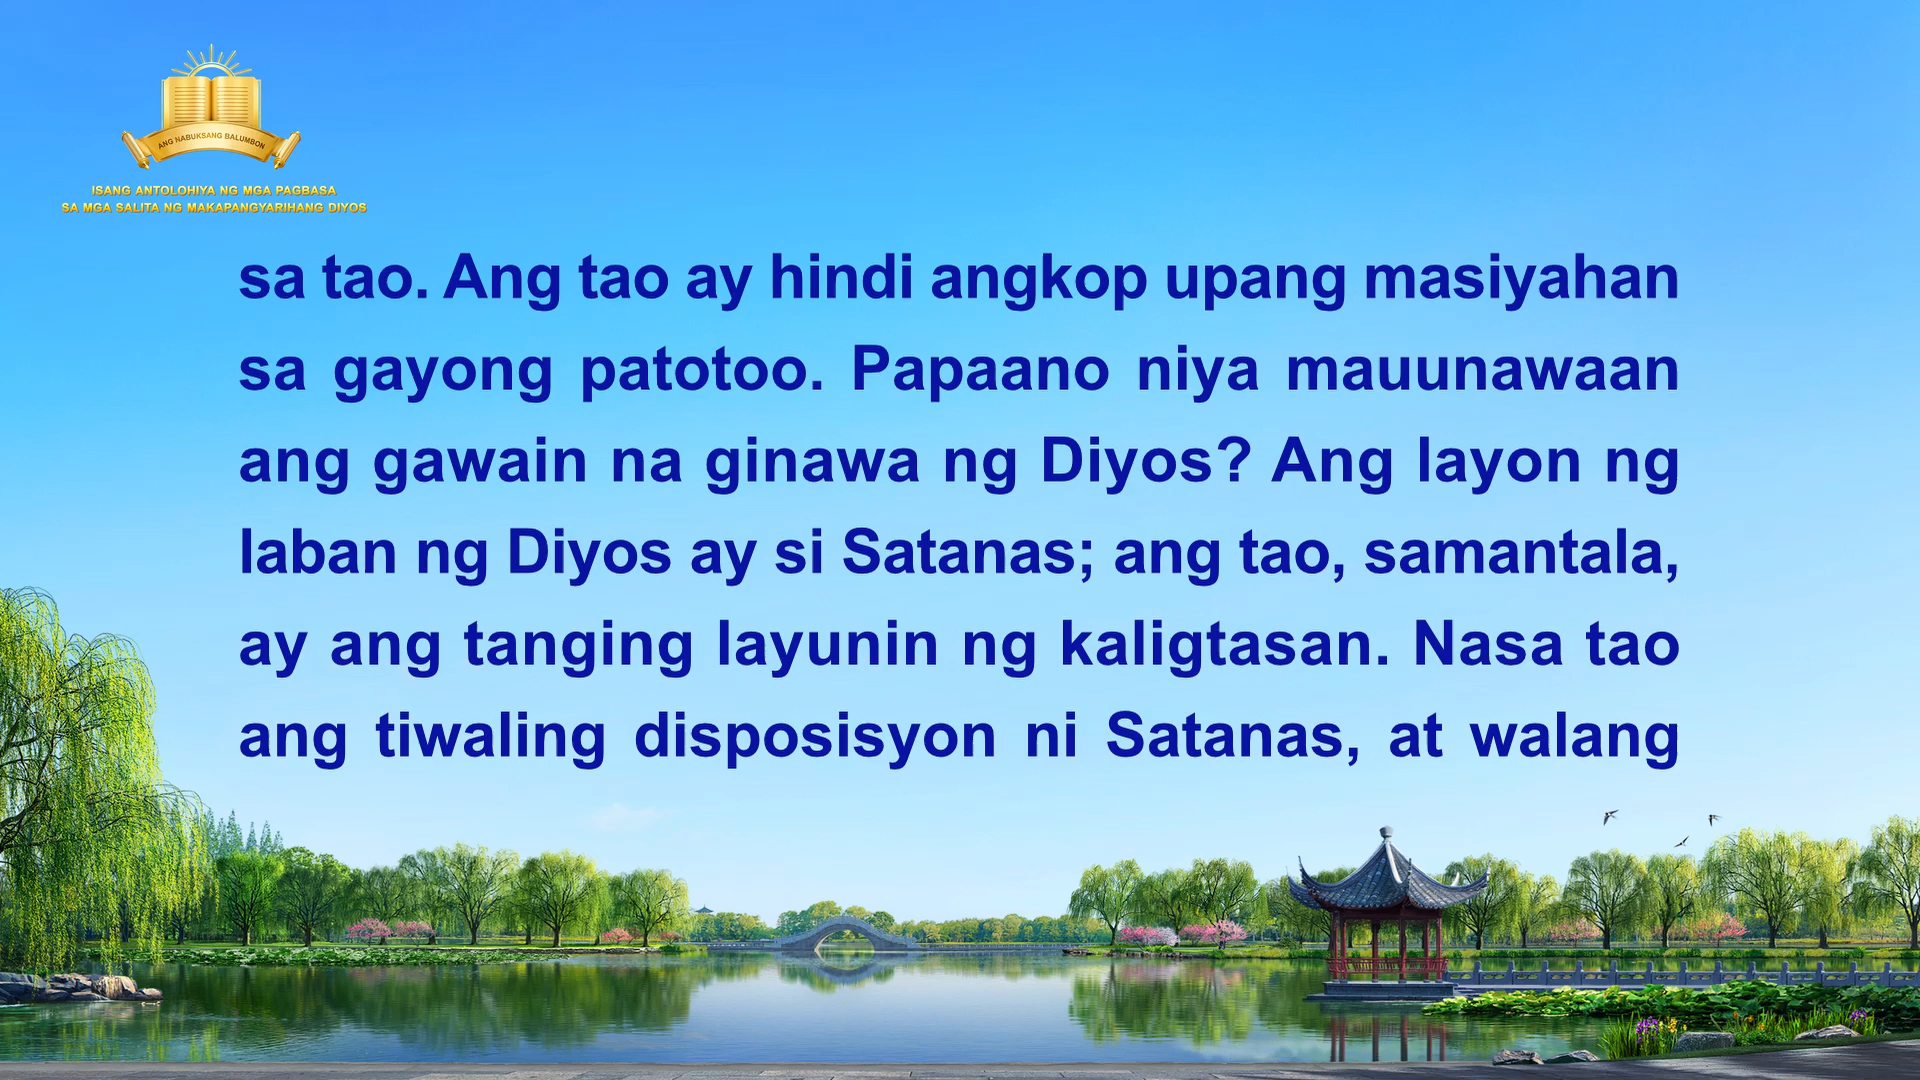 ANG NABUKSANG BALUMBON
ISANG ANTOLOHIYA NG MGA PAGBASA
SA MGA SALITA NG MAKAPANGYARIHANG DIYOS
sa tao. Ang tao ay hindi angkop upang masiyahan
sa gayong patotoo. Papaano niya mauunawaan
ang gawain na ginawa ng Diyos? Ang layon ng
laban ng Diyos ay si Satanas; ang tao, samantala,
ay ang tanging layunin ng kaligtasan. Nasa tao
ang tiwaling disposisyon ni Satanas, at walang